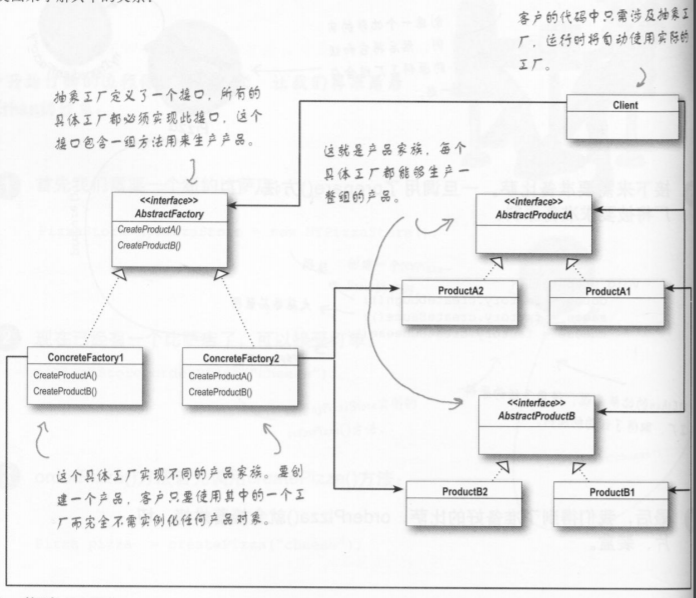 客户的代码中只需涉及抽象工
厂，运行时将自动使用实际的
工厂。
抽象工厂定义了一个接口，所有的
具体工厂都必须实现此接口，这个
接口包含一组方法用来生产产品。
Client
这就是产品家族，每个
具体工厂都能够生产一
整组的产品。
<<interface>>
AbstractFactory
CreateProductA()
CreateProductB()
<<interface>>
AbstractProductA
ProductA2
ProductA1
ConcreteFactory1
CreateProductA()
CreateProductB()
ConcreteFactory2
CreateProductA()
CreateProductB()
<<interface>>
AbstractProductB
这个具体工厂实现不同的产品家族。要创
建一个产品，客户只要使用其中的一个工
厂而完全不需实例化任何产品对象。
ProductB2
ProductB1